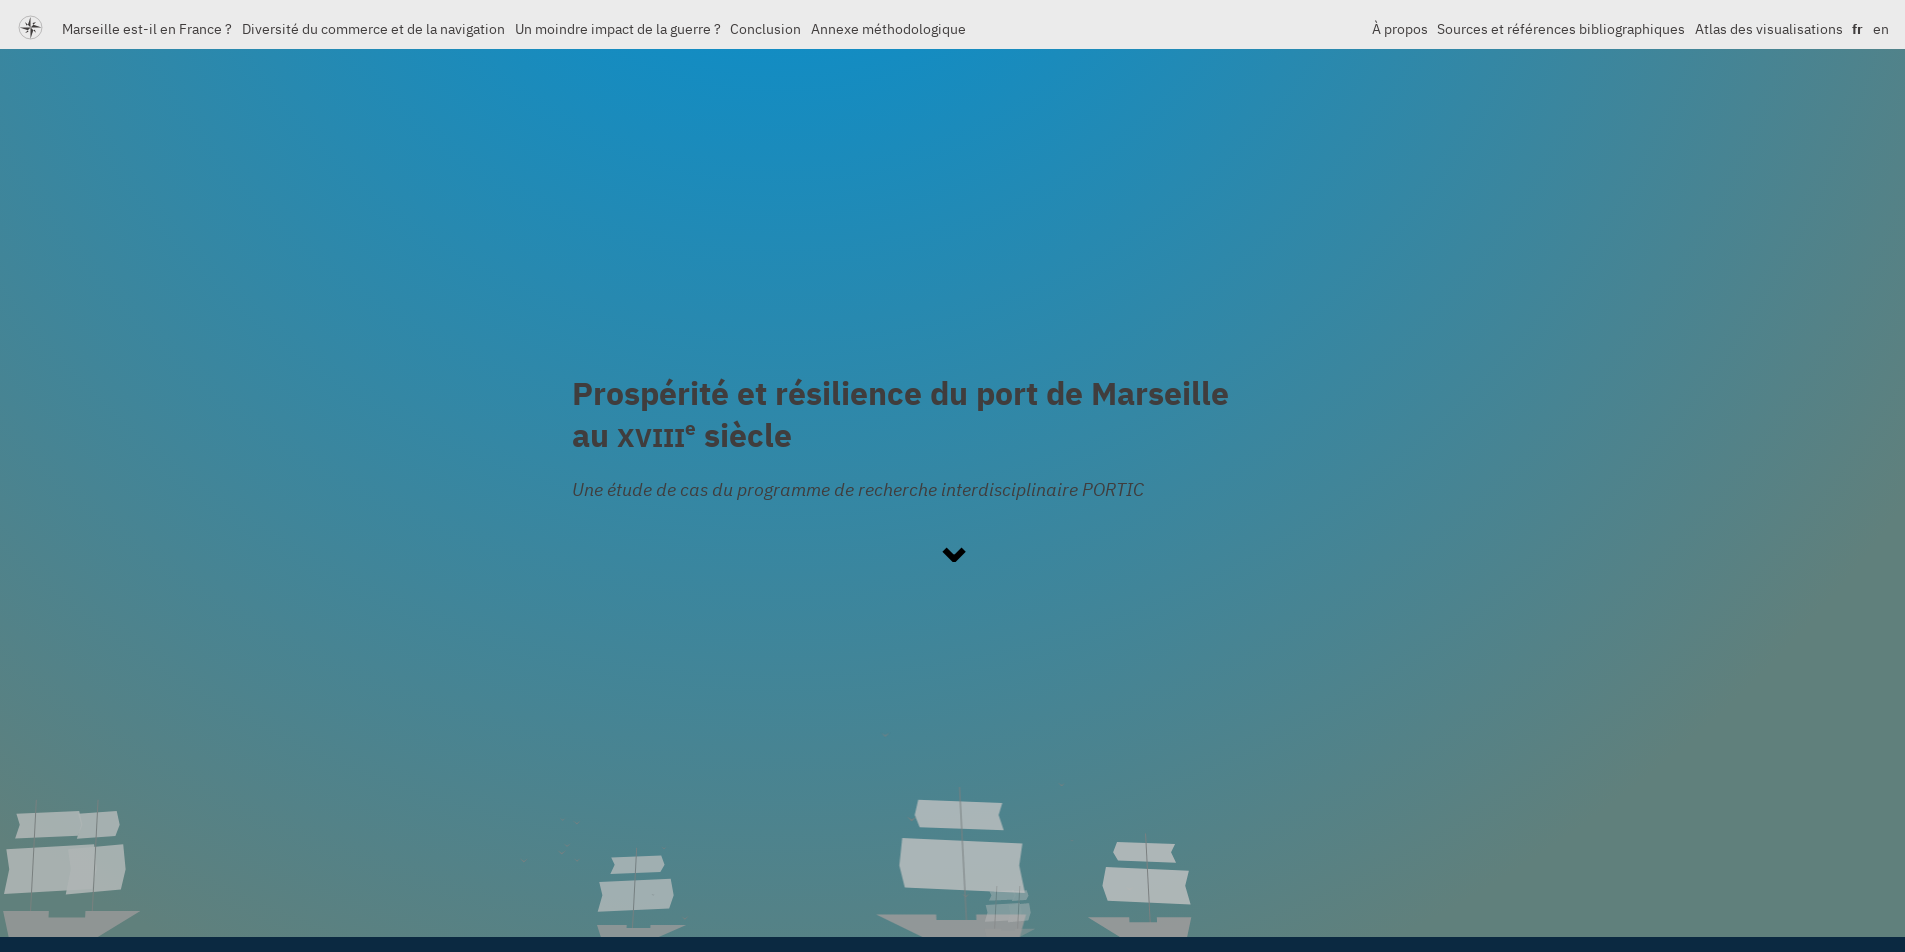 Marseille est-il en France ? Diversité du commerce et de la navigation Un moindre impact de la guerre ? Conclusion Annexe méthodologique À propos Sources et références bibliographiques Atlas des visualisations fr en
Prospérité et résilience du port de Marseille
au XVIIIe siècle
Une étude de cas du programme de recherche interdisciplinaire PORTIC